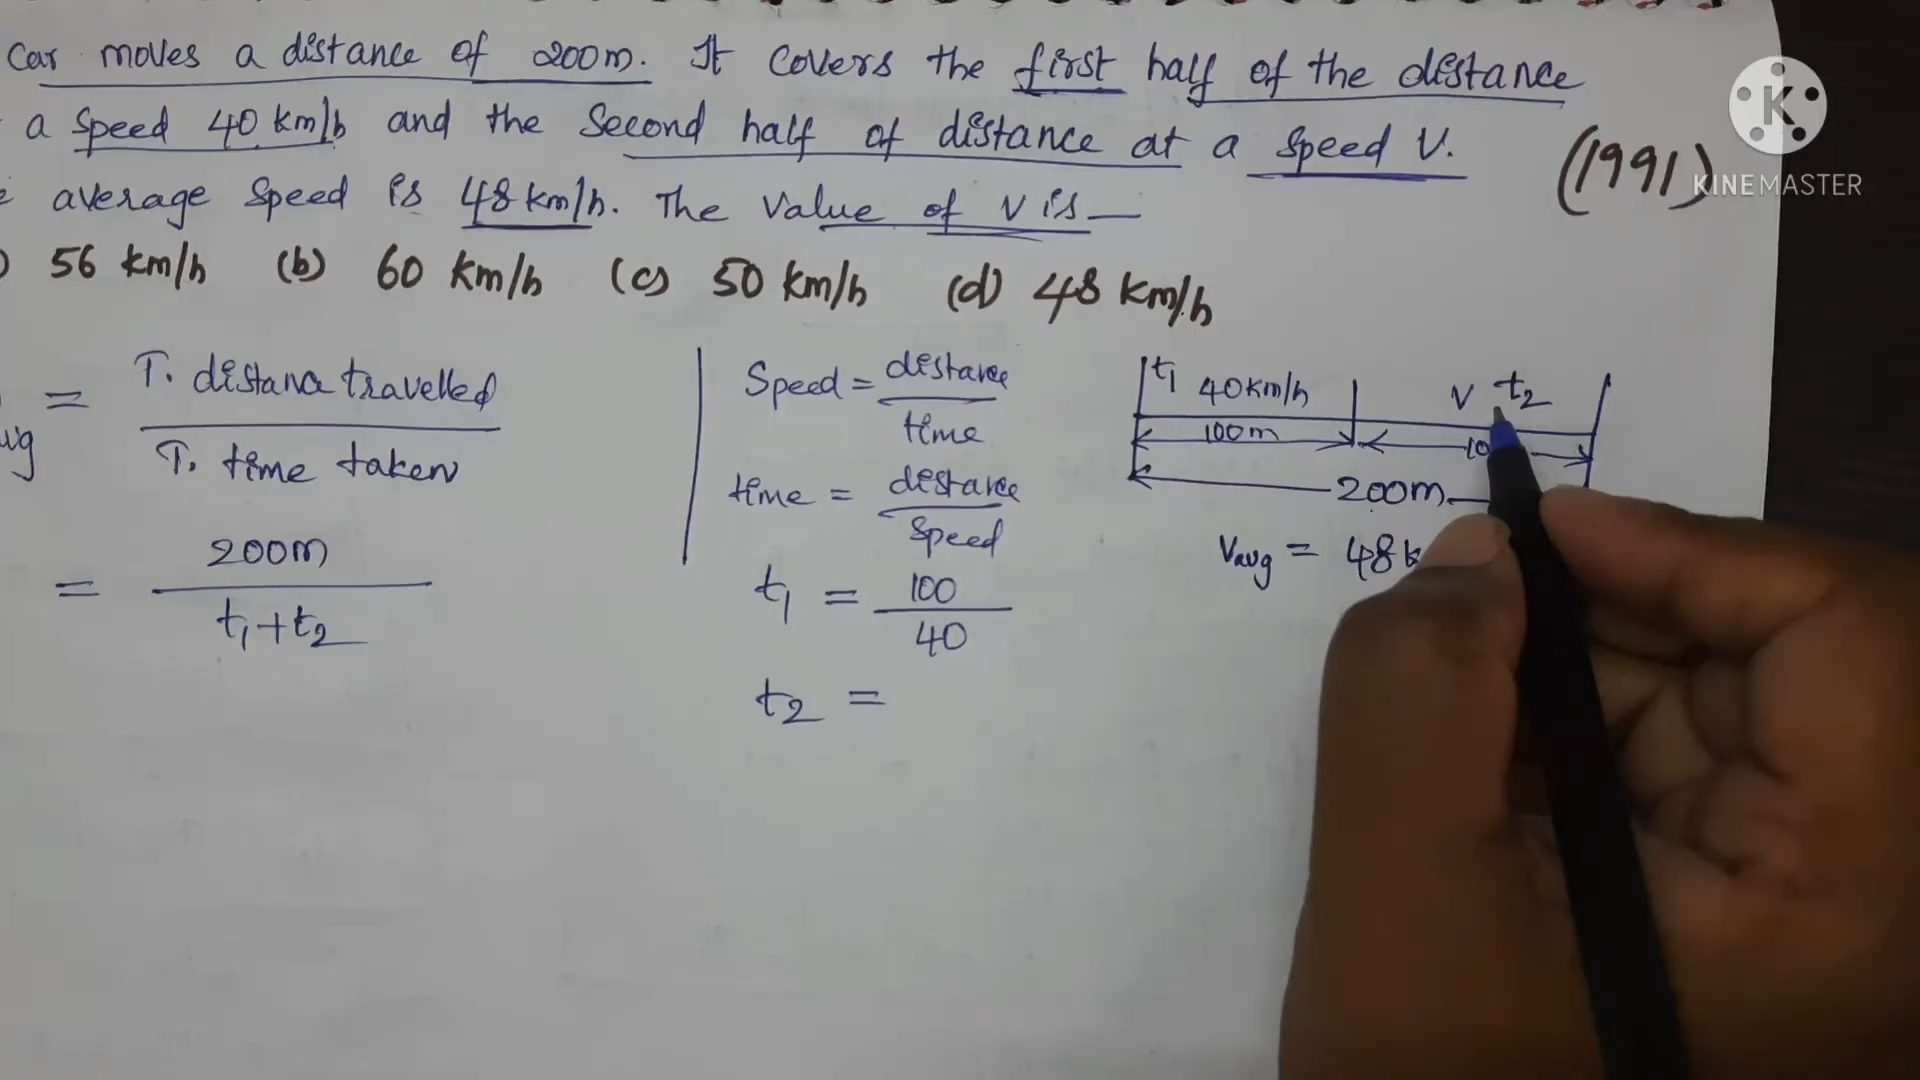 Car moves a distance of 200m. It covers the first half of the distance
a speed 40 km/h and the second half of distance at a speed V.
(1991)
KINEMASTER
average speed is 48 km/h. The value of v is —
) 56 km/h (b) 60 km/h (c) 50 km/h (d) 48 km/h
= T. distana travelled / T. time taken
= 200m / t1+t2
Speed = distance / time
time = distance / speed
t1 = 100 / 40
t2 =
t1 40km/h V t2
100m
200m
Vavg = 48